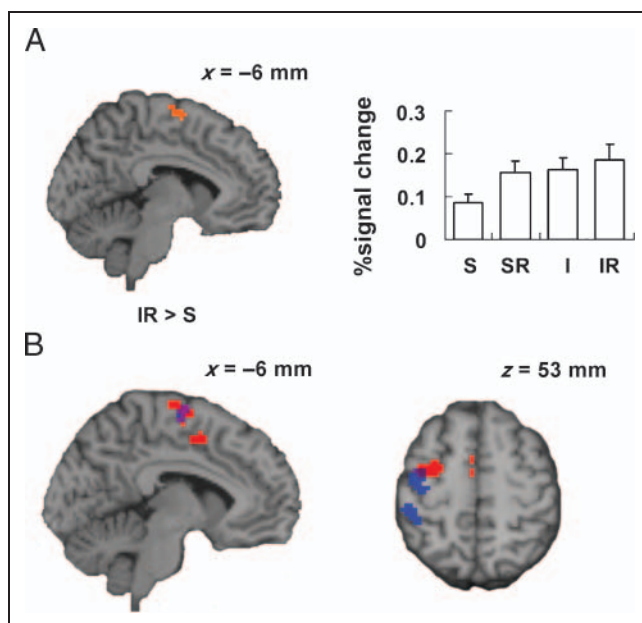 A
x = –6 mm
IR > S
%signal change
0.3
0.2
0.1
0
S SR I IR
B
x = –6 mm
z = 53 mm